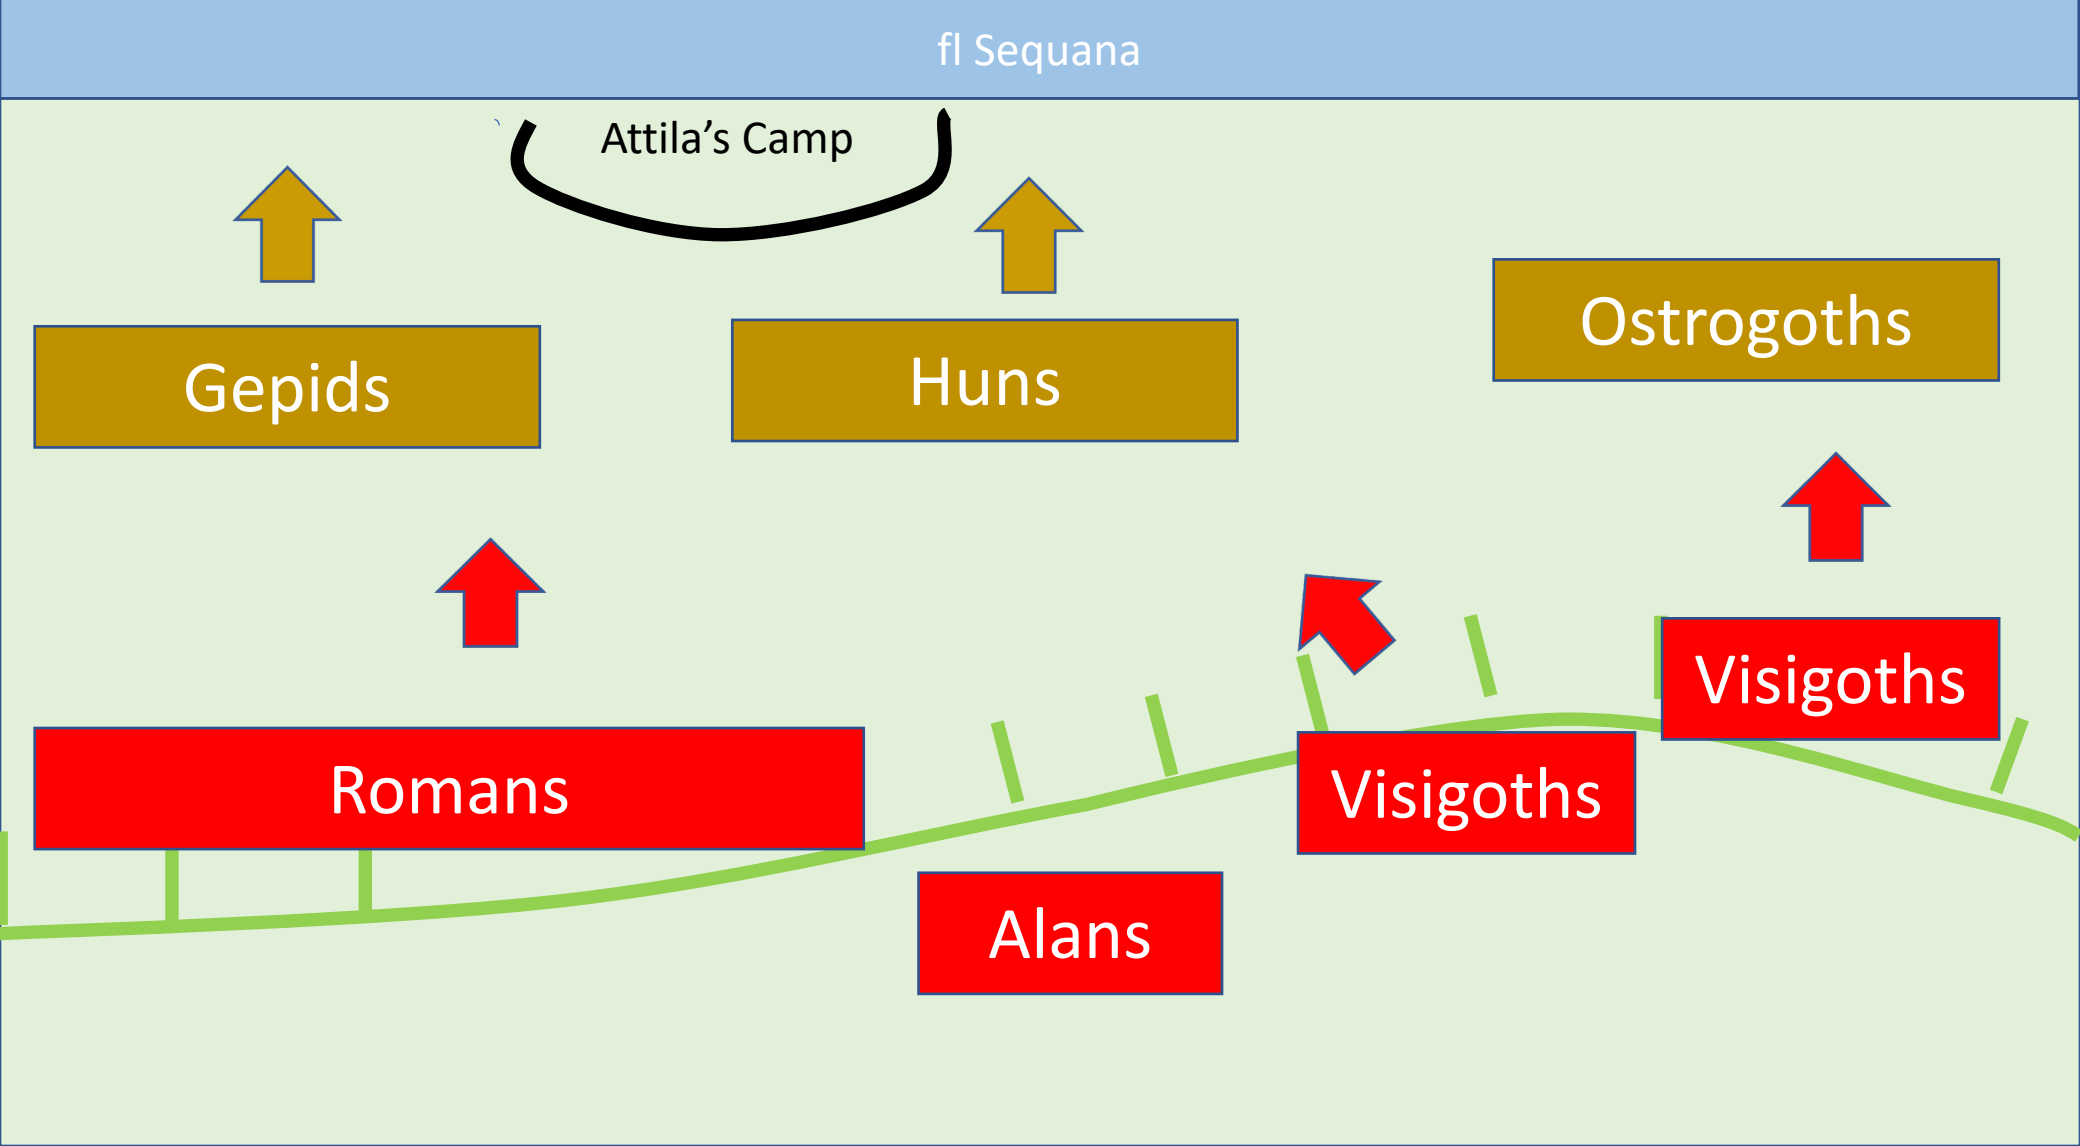 fl Sequana
Attila’s Camp
Ostrogoths
Gepids
Huns
Visigoths
Romans
Visigoths
Alans